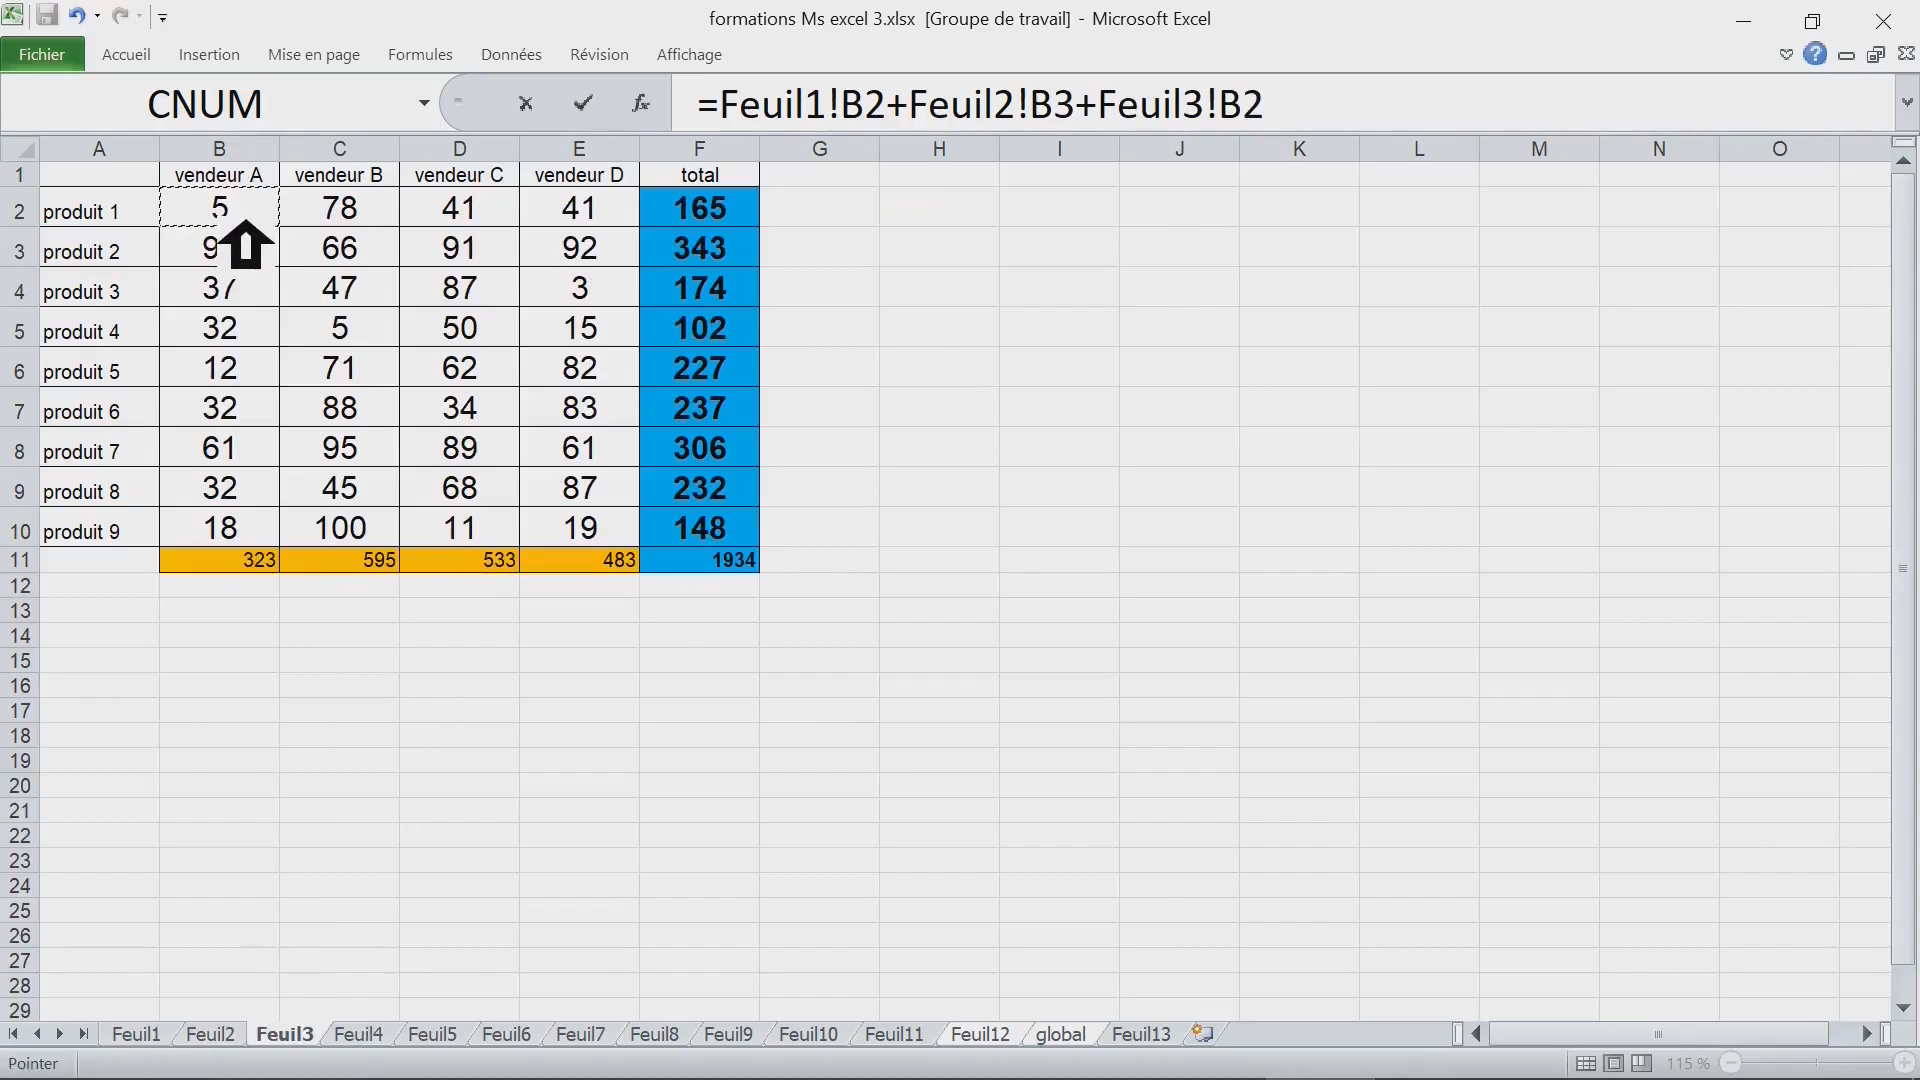 formations Ms excel 3.xlsx [Groupe de travail] - Microsoft Excel
Fichier Accueil Insertion Mise en page Formules Données Révision Affichage
CNUM fx =Feuil1!B2+Feuil2!B3+Feuil3!B2
A B C D E F G H I J K L M N O
1 vendeur A vendeur B vendeur C vendeur D total
2 produit 1 5 78 41 41 165
3 produit 2 66 91 92 343
4 produit 3 37 47 87 3 174
5 produit 4 32 5 50 15 102
6 produit 5 12 71 62 82 227
7 produit 6 32 88 34 83 237
8 produit 7 61 95 89 61 306
9 produit 8 32 45 68 87 232
10 produit 9 18 100 11 19 148
11 323 595 533 483 1934
12
13
14
15
16
17
18
19
20
21
22
23
24
25
26
27
28
29
Feuil1 Feuil2 Feuil3 Feuil4 Feuil5 Feuil6 Feuil7 Feuil8 Feuil9 Feuil10 Feuil11 Feuil12 global Feuil13
Pointer 115 %